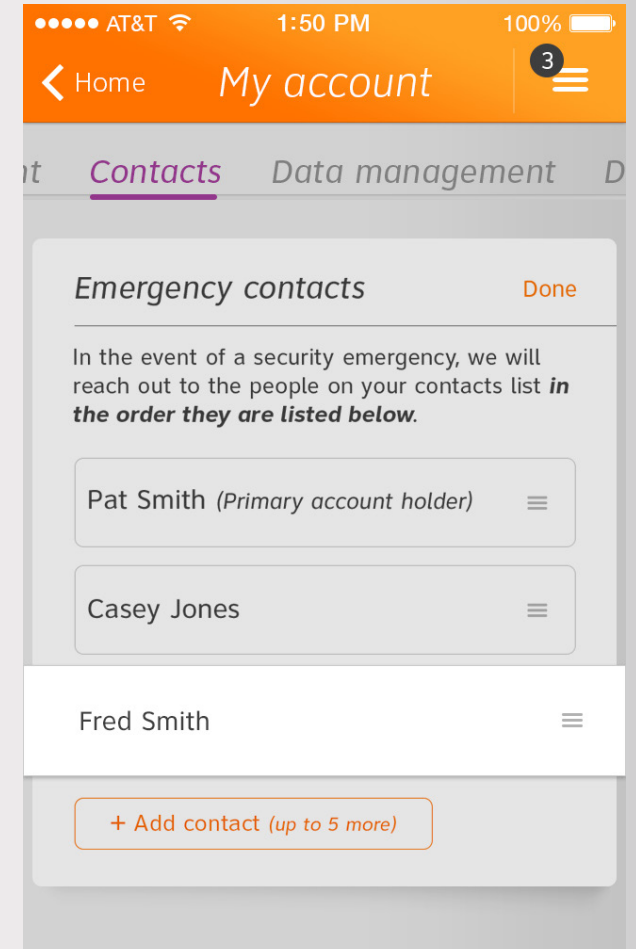 AT&T 1:50 PM 100%
Home My account 3
nt Contacts Data management D
Emergency contacts Done
In the event of a security emergency, we will
reach out to the people on your contacts list in
the order they are listed below.
Pat Smith (Primary account holder)
Casey Jones
Fred Smith
+ Add contact (up to 5 more)